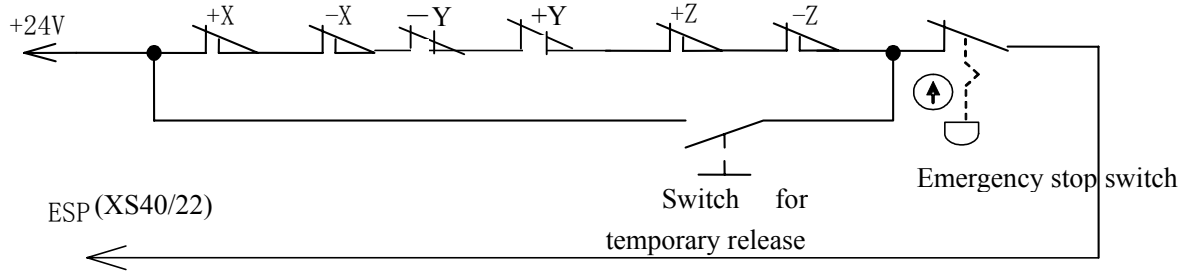 +24V
+X
−X
−Y
+Y
+Z
−Z
Emergency stop switch
Switch for
temporary release
ESP (XS40/22)